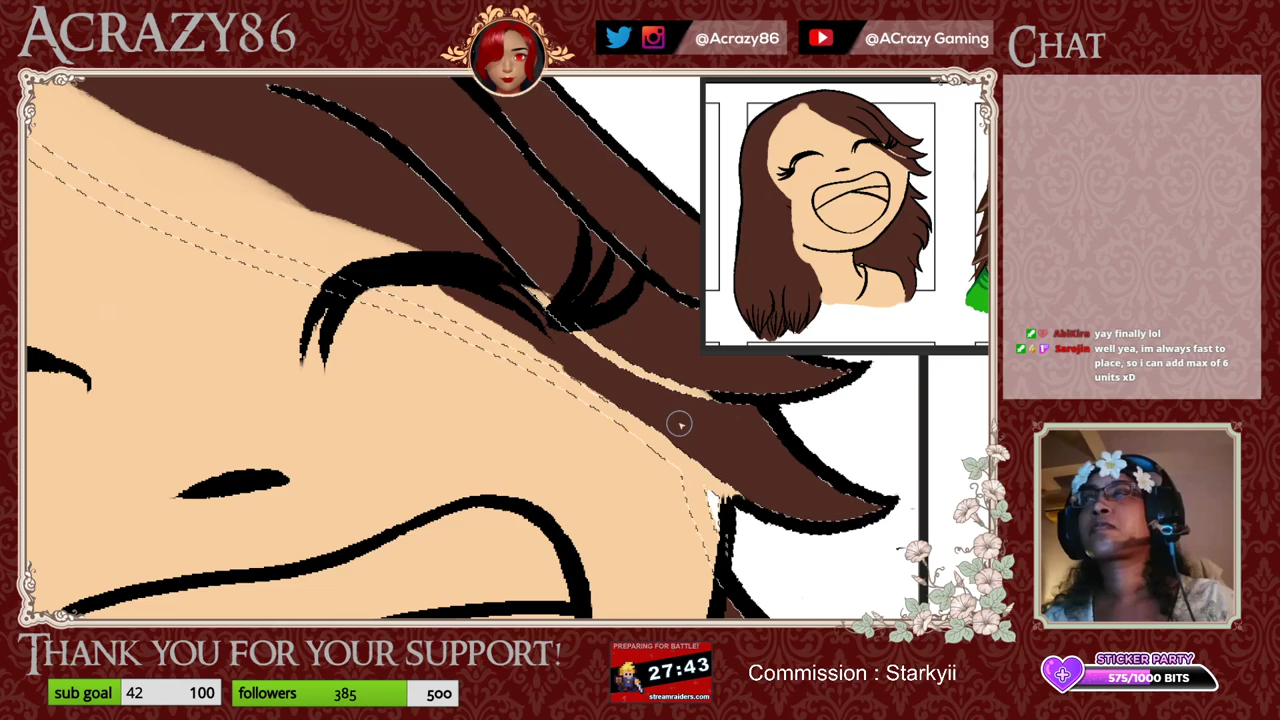 Acrazy86
@Acrazy86
@ACrazy Gaming
Chat
AbiKira yay finally lol
Sarojin well yea, im always fast to
place, so i can add max of 6
units xD
Thank you for your support!
sub goal 42 100
followers 385 500
PREPARING FOR BATTLE!
27:43
streamraiders.com
Commission : Starkyii
STICKER PARTY
575/1000 BITS